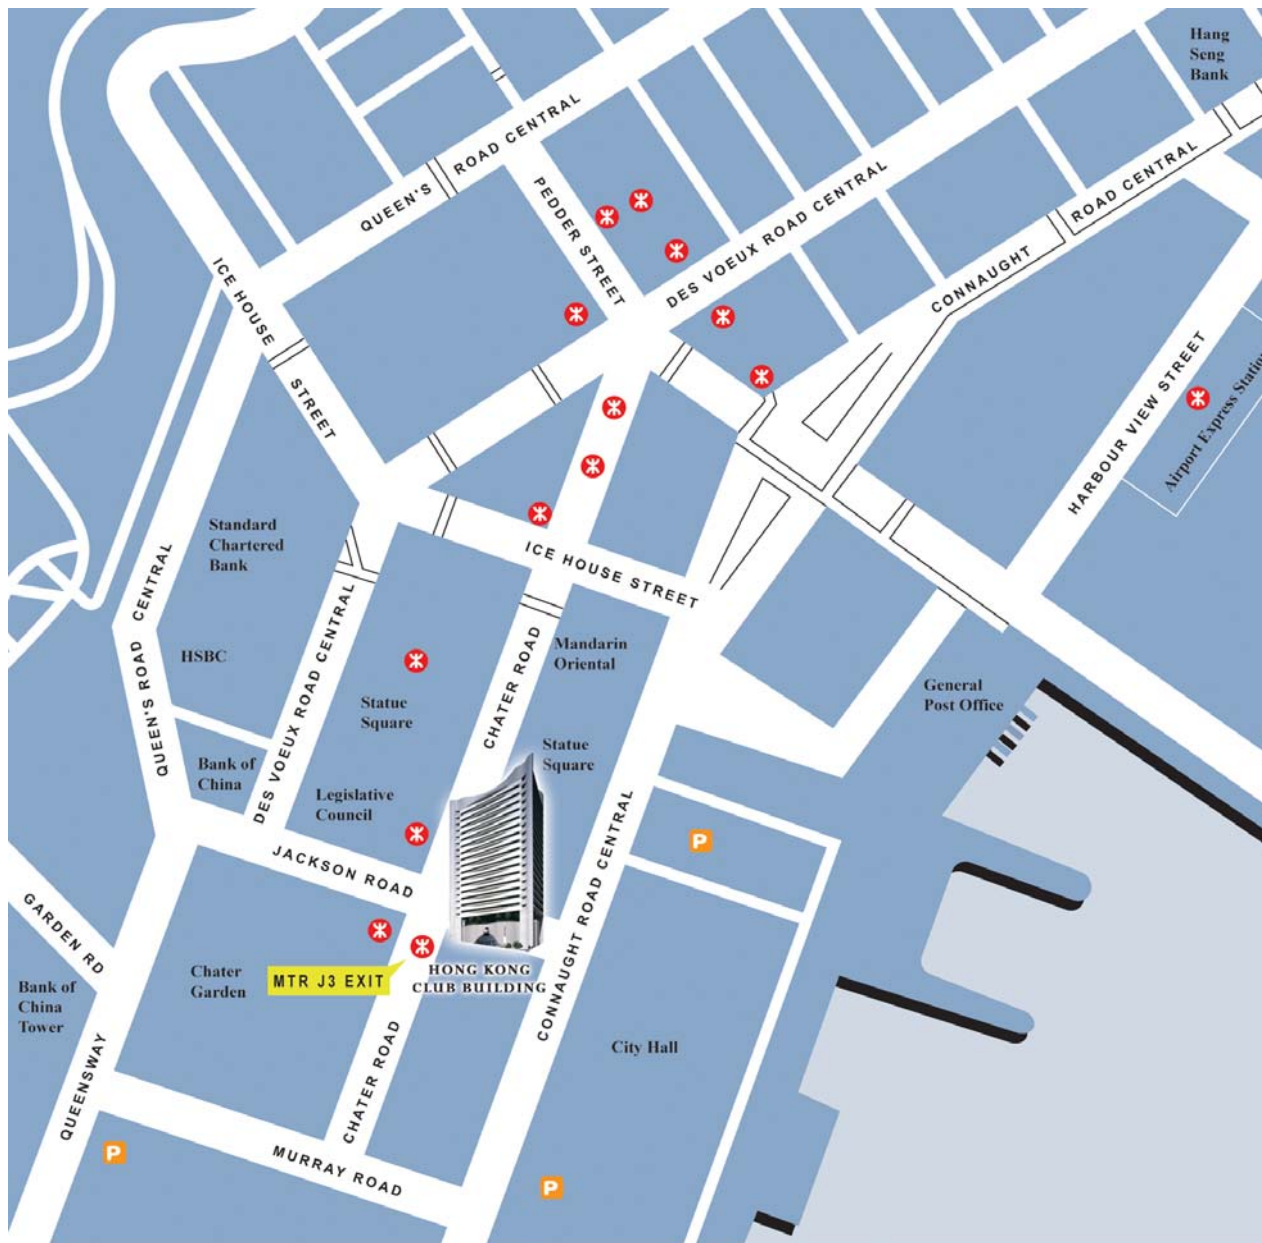 Hang
Seng
Bank
QUEEN'S ROAD CENTRAL
PEDDER STREET
DES VOEUX ROAD CENTRAL
CONNAUGHT ROAD CENTRAL
ICE HOUSE STREET
HARBOUR VIEW STREET
Airport Express Station
Standard
Chartered
Bank
QUEEN'S ROAD CENTRAL
ICE HOUSE STREET
HSBC
DES VOEUX ROAD CENTRAL
Statue
Square
CHATER ROAD
Mandarin
Oriental
General
Post Office
Statue
Square
Bank of
China
Legislative
Council
P
JACKSON ROAD
CONNAUGHT ROAD CENTRAL
GARDEN RD
Chater
Garden
MTR J3 EXIT
HONG KONG
CLUB BUILDING
Bank of
China
Tower
QUEENSWAY
CHATER ROAD
City Hall
P
MURRAY ROAD
P